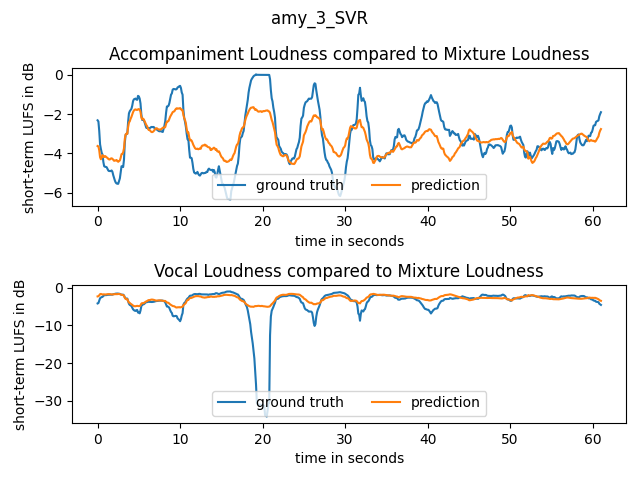 amy_3_SVR
Accompaniment Loudness compared to Mixture Loudness
short-term LUFS in dB
0
−2
−4
−6
ground truth
prediction
0
10
20
30
40
50
60
time in seconds
Vocal Loudness compared to Mixture Loudness
short-term LUFS in dB
0
−10
−20
−30
ground truth
prediction
0
10
20
30
40
50
60
time in seconds